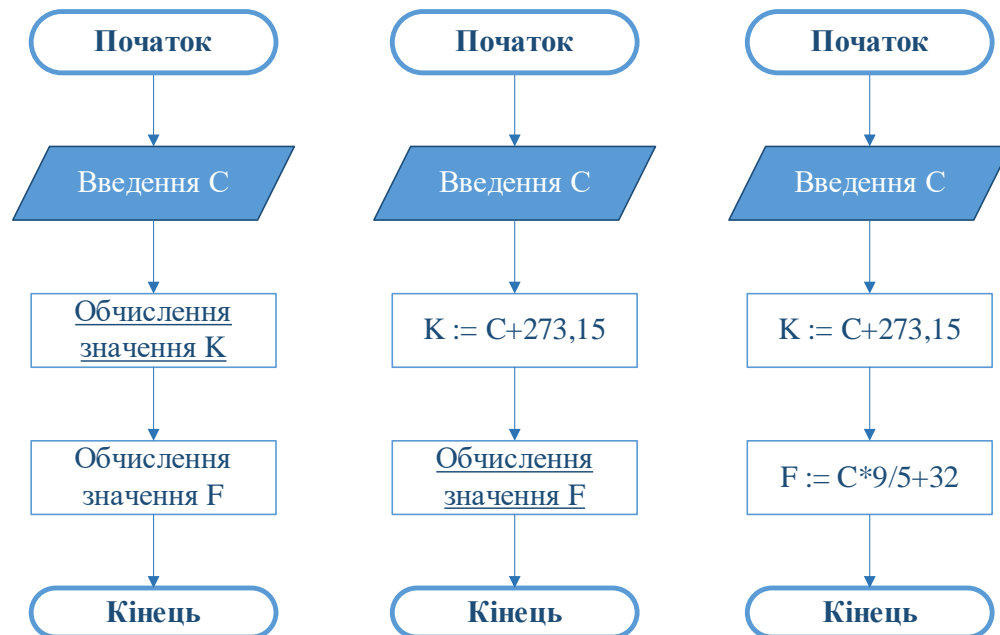 Початок
Введення С
Обчислення
значення K
Обчислення
значення F
Кінець
Початок
Введення С
K := C+273,15
Обчислення
значення F
Кінець
Початок
Введення С
K := C+273,15
F := C*9/5+32
Кінець